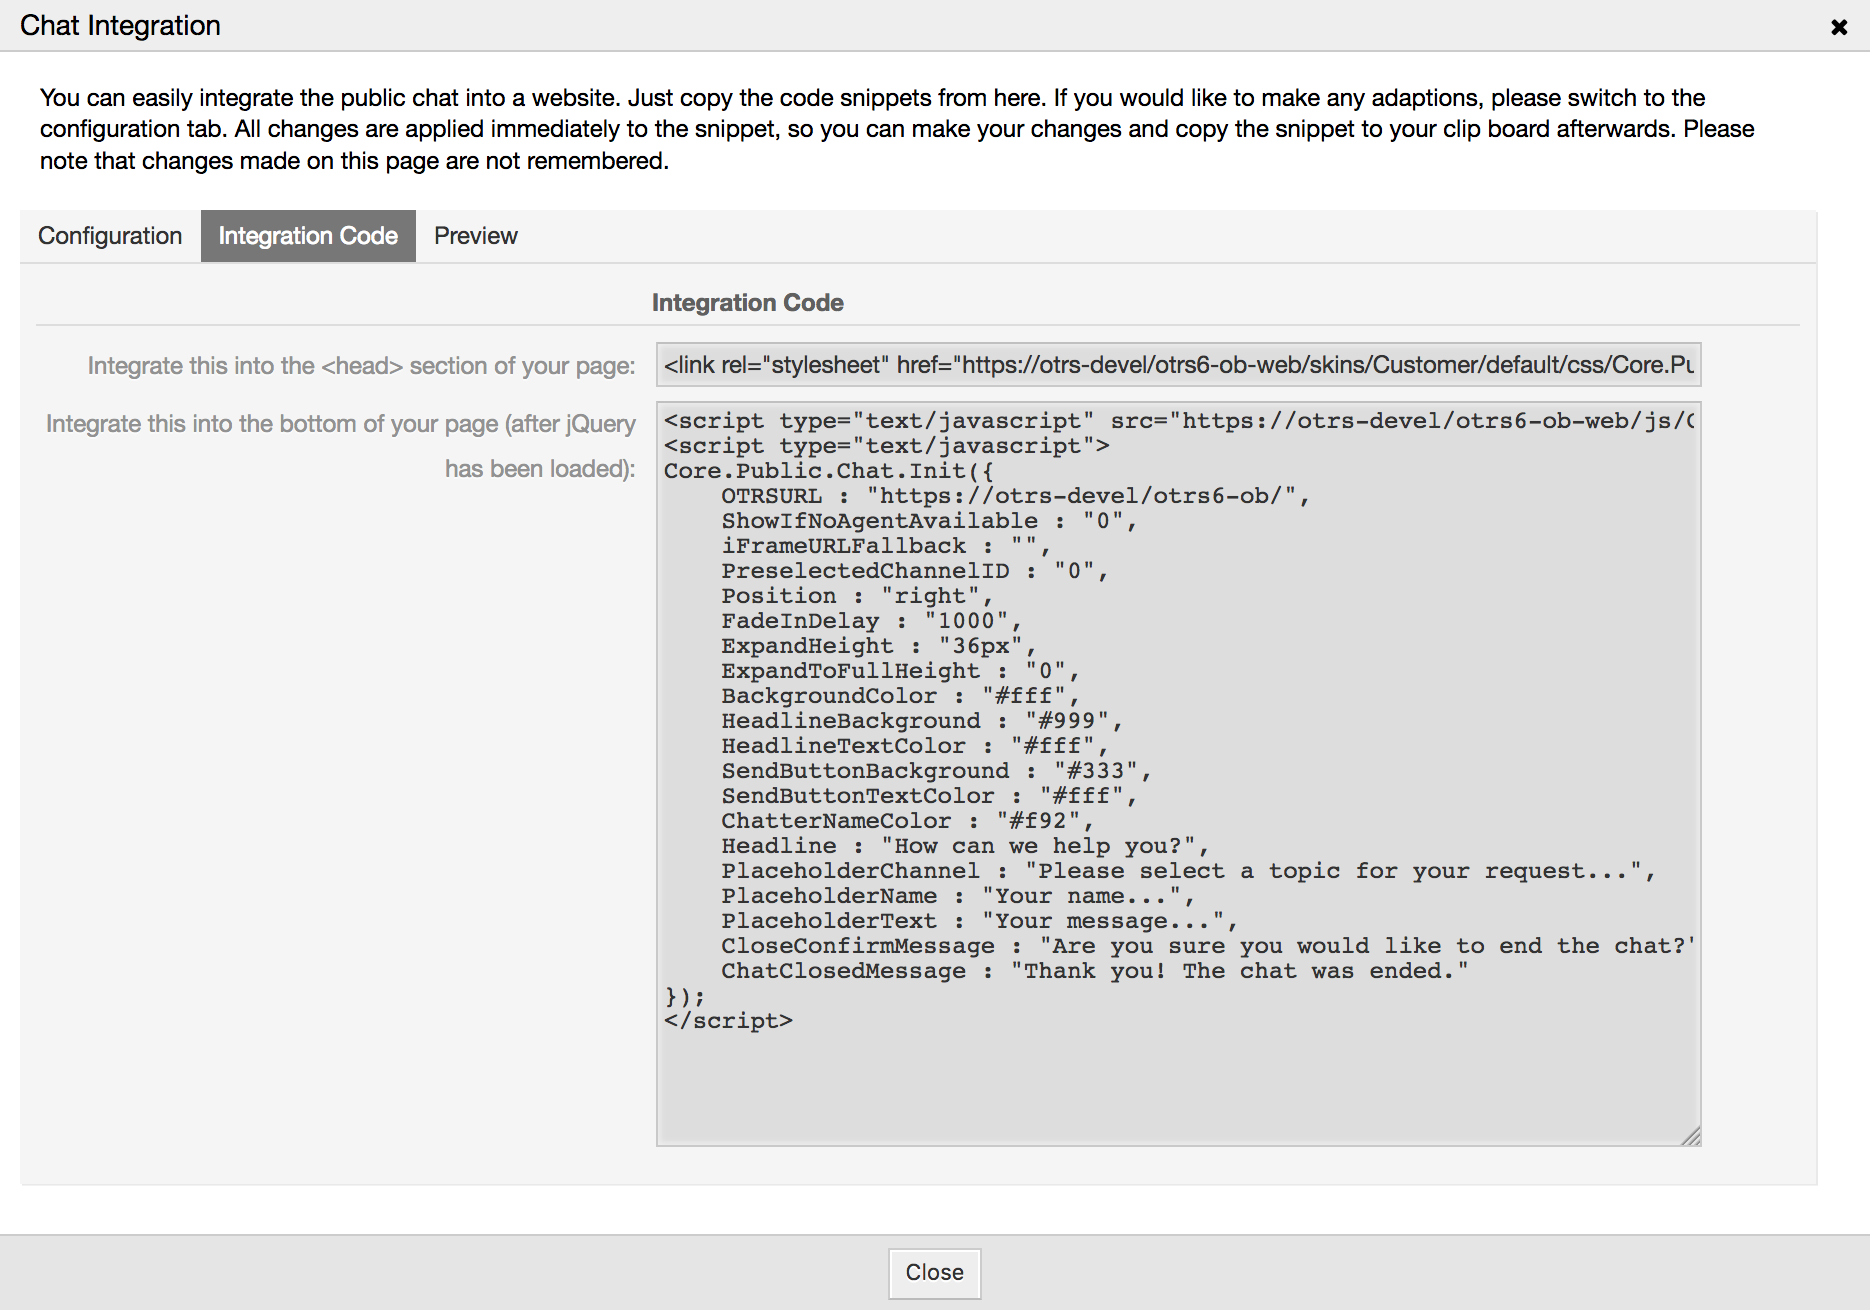 Chat Integration
You can easily integrate the public chat into a website. Just copy the code snippets from here. If you would like to make any adaptions, please switch to the
configuration tab. All changes are applied immediately to the snippet, so you can make your changes and copy the snippet to your clip board afterwards. Please
note that changes made on this page are not remembered.
Configuration Integration Code Preview
Integration Code
Integrate this into the <head> section of your page:
<link rel="stylesheet" href="https://otrs-devel/otrs6-ob-web/skins/Customer/default/css/Core.Pu
Integrate this into the bottom of your page (after jQuery
has been loaded):
<script type="text/javascript" src="https://otrs-devel/otrs6-ob-web/js/
<script type="text/javascript">
Core.Public.Chat.Init({
    OTRSURL : "https://otrs-devel/otrs6-ob/",
    ShowIfNoAgentAvailable : "0",
    iFrameURLFallback : "",
    PreselectedChannelID : "0",
    Position : "right",
    FadeInDelay : "1000",
    ExpandHeight : "36px",
    ExpandToFullHeight : "0",
    BackgroundColor : "#fff",
    HeadlineBackground : "#999",
    HeadlineTextColor : "#fff",
    SendButtonBackground : "#333",
    SendButtonTextColor : "#fff",
    ChatterNameColor : "#f92",
    Headline : "How can we help you?",
    PlaceholderChannel : "Please select a topic for your request...",
    PlaceholderName : "Your name...",
    PlaceholderText : "Your message...",
    CloseConfirmMessage : "Are you sure you would like to end the chat?"
    ChatClosedMessage : "Thank you! The chat was ended."
});
</script>
Close